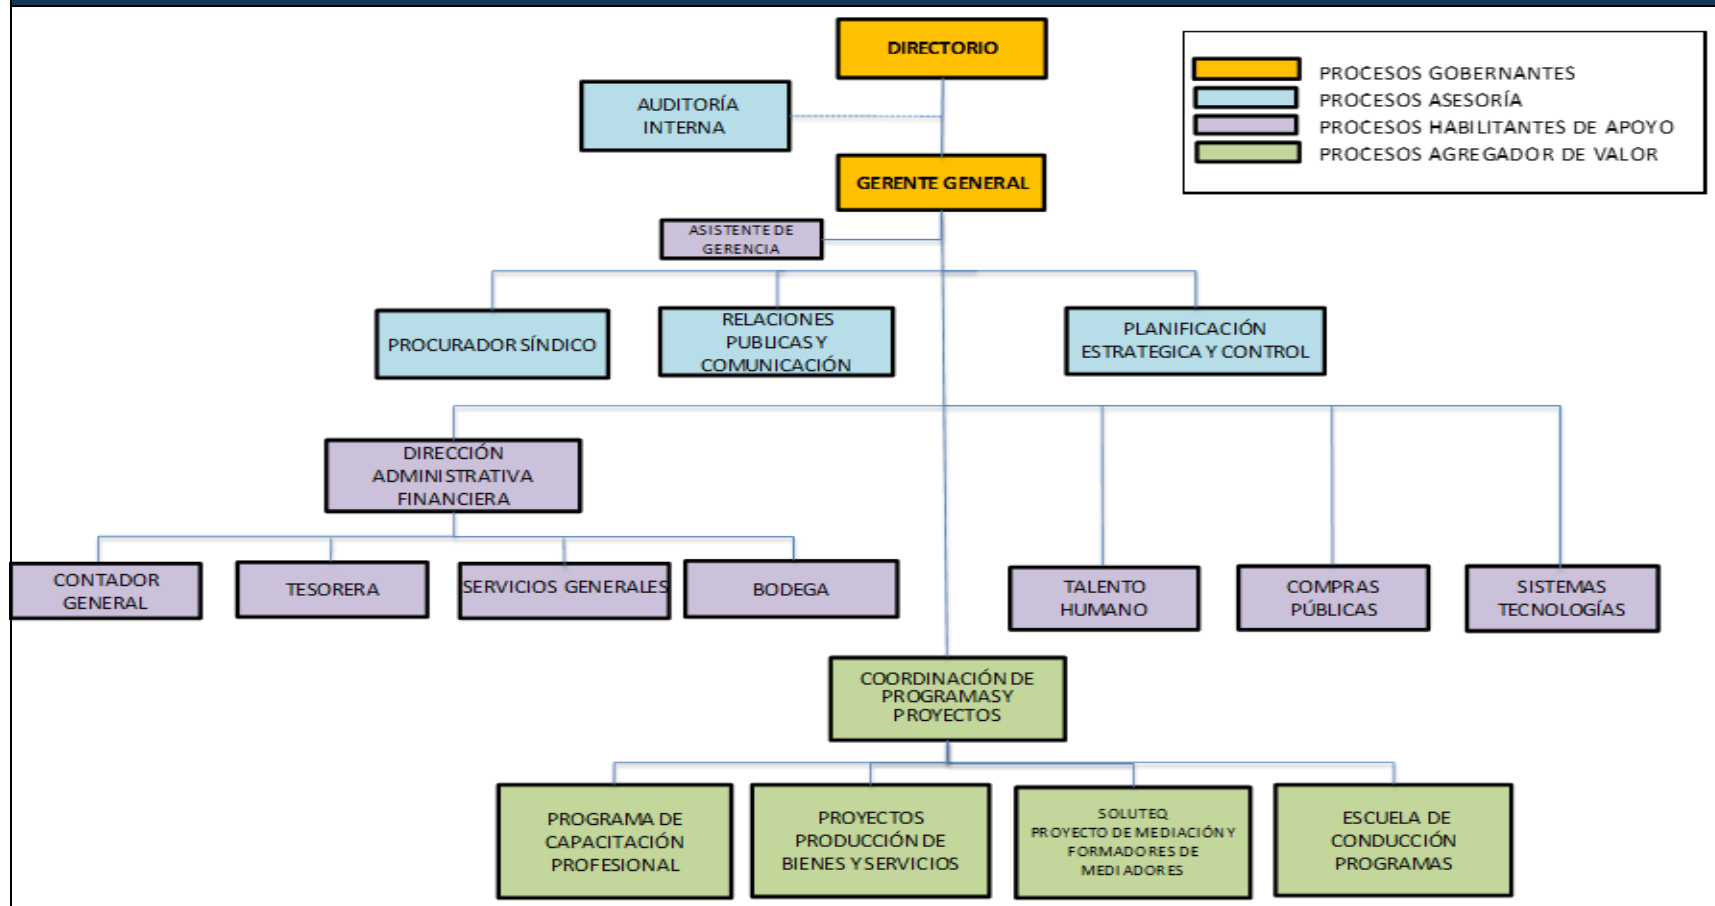 DIRECTORIO
AUDITORÍA
INTERNA
PROCESOS GOBERNANTES
PROCESOS ASESORÍA
PROCESOS HABILITANTES DE APOYO
PROCESOS AGREGADOR DE VALOR
GERENTE GENERAL
ASISTENTE DE
GERENCIA
PROCURADOR SÍNDICO
RELACIONES
PUBLICAS Y
COMUNICACIÓN
PLANIFICACIÓN
ESTRATEGICA Y CONTROL
DIRECCIÓN
ADMINISTRATIVA
FINANCIERA
CONTADOR
GENERAL
TESORERA
SERVICIOS GENERALES
BODEGA
TALENTO
HUMANO
COMPRAS
PÚBLICAS
SISTEMAS
TECNOLOGÍAS
COORDINACIÓN DE
PROGRAMAS Y
PROYECTOS
PROGRAMA DE
CAPACITACIÓN
PROFESIONAL
PROYECTOS
PRODUCCIÓN DE
BIENES Y SERVICIOS
SOLUTEQ
PROYECTO DE MEDIACIÓN Y
FORMADORES DE
MEDIADORES
ESCUELA DE
CONDUCCIÓN
PROGRAMAS